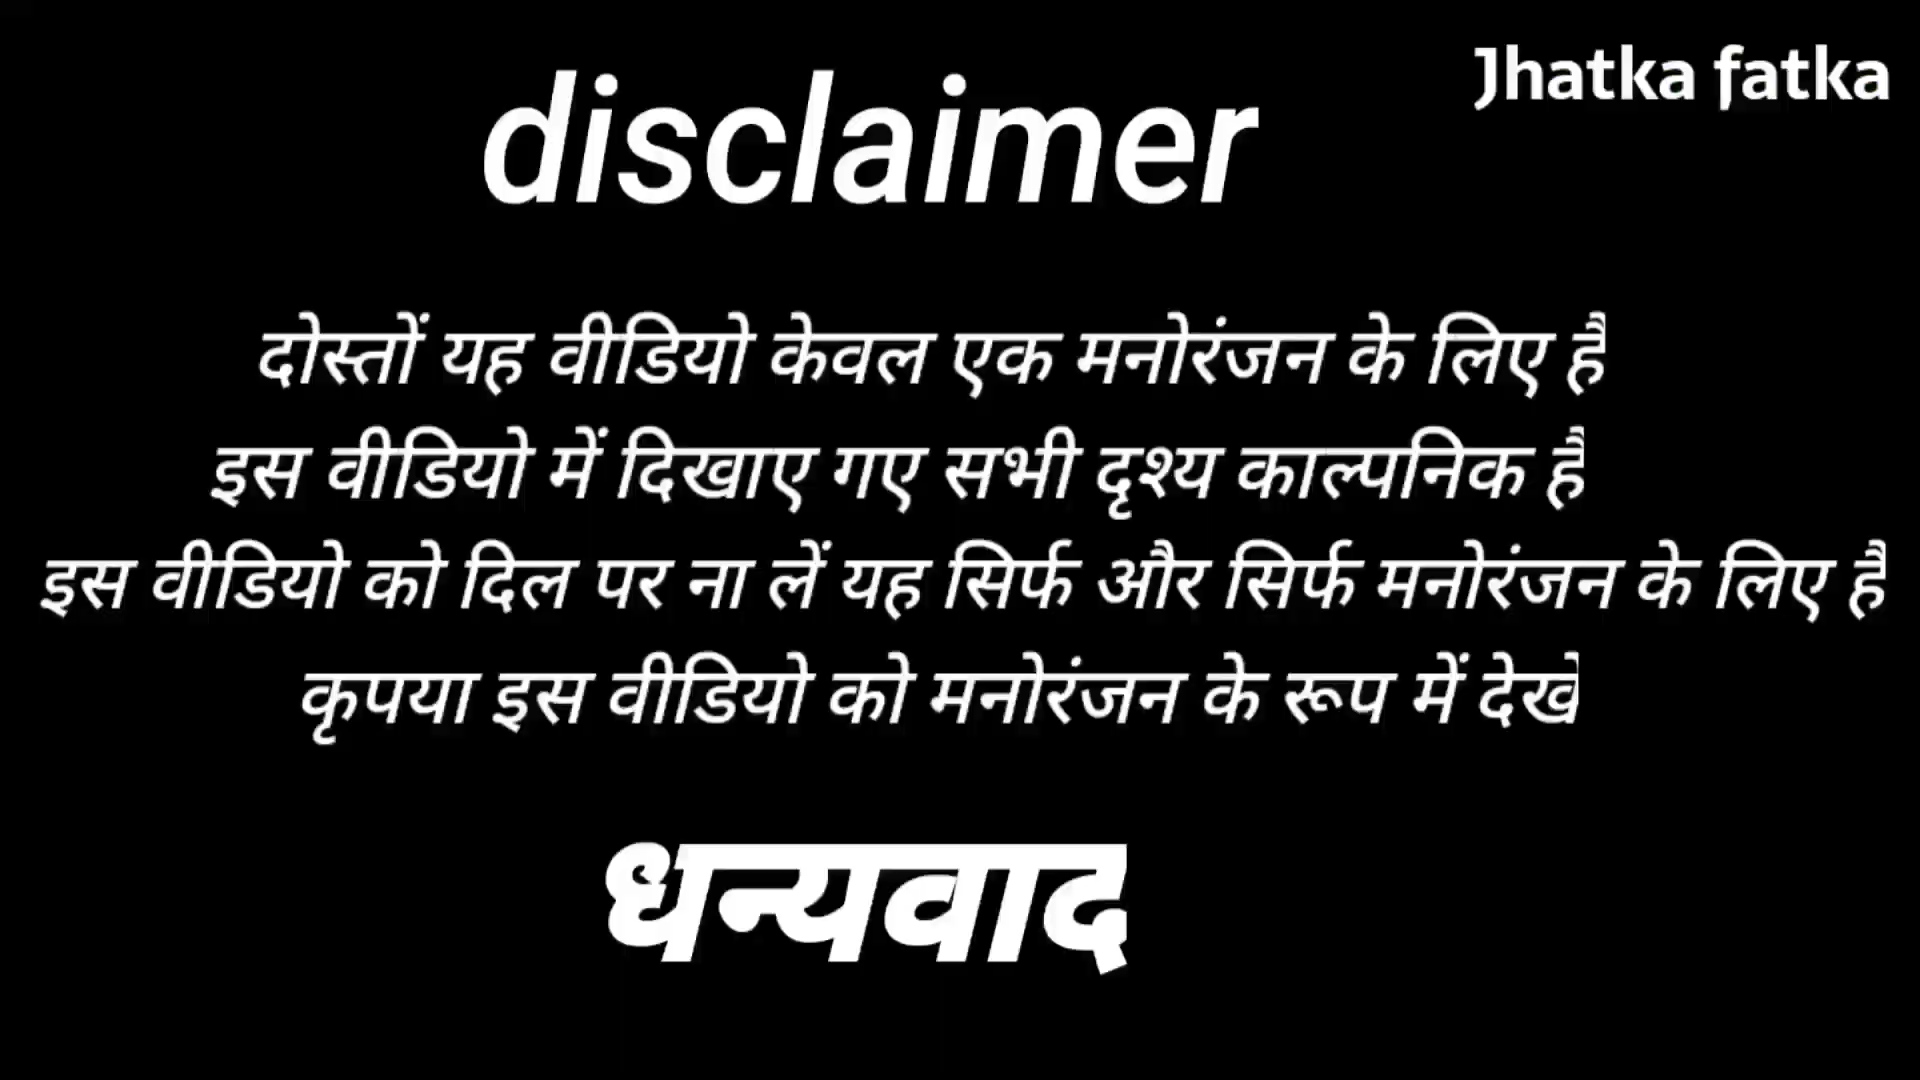 Jhatka fatka
disclaimer
दोस्तों यह वीडियो केवल एक मनोरंजन के लिए है
इस वीडियो में दिखाए गए सभी दृश्य काल्पनिक है
इस वीडियो को दिल पर ना लें यह सिर्फ और सिर्फ मनोरंजन के लिए है
कृपया इस वीडियो को मनोरंजन के रूप में देखे
धन्यवाद